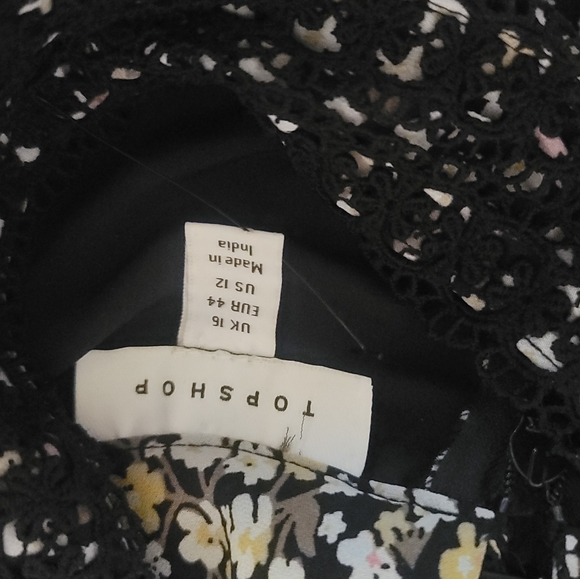 TOPSHOP
UK 16
EUR 44
US 12
Made in
India